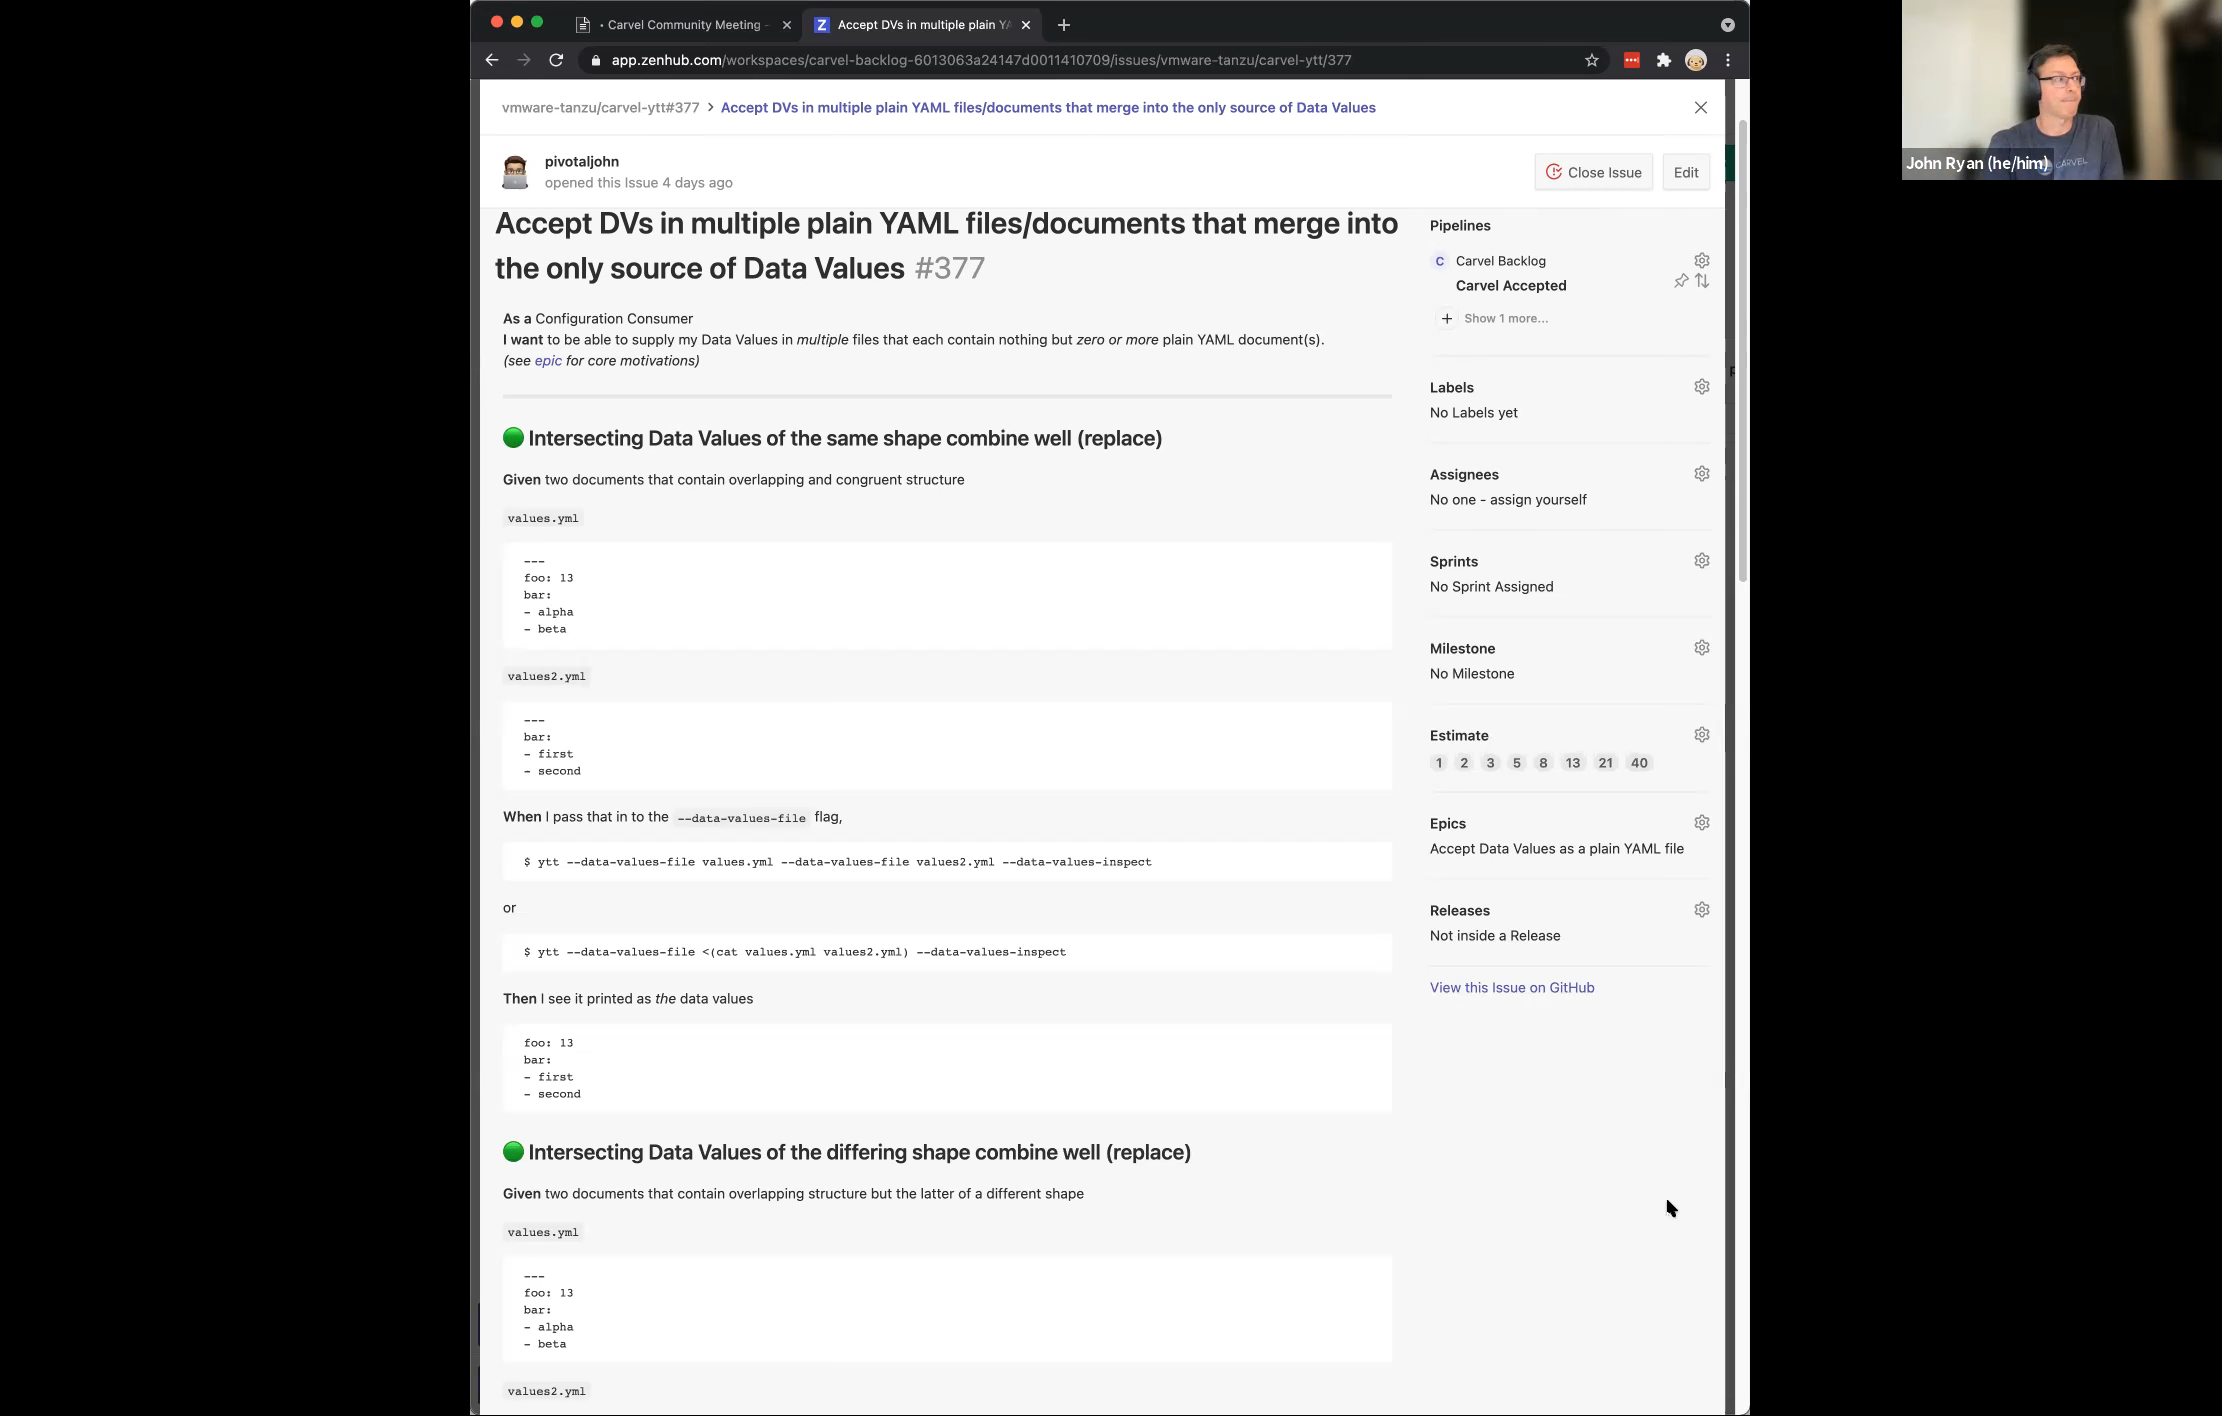 · Carvel Community Meeting -
Accept DVs in multiple plain YA
app.zenhub.com/workspaces/carvel-backlog-6013063a24147d0011410709/issues/vmware-tanzu/carvel-ytt/377
vmware-tanzu/carvel-ytt#377 > Accept DVs in multiple plain YAML files/documents that merge into the only source of Data Values
pivotaljohn
opened this Issue 4 days ago
Close Issue
Edit
John Ryan (he/him)
CARVEL
Accept DVs in multiple plain YAML files/documents that merge into
the only source of Data Values #377
As a Configuration Consumer
I want to be able to supply my Data Values in multiple files that each contain nothing but zero or more plain YAML document(s).
(see epic for core motivations)
Intersecting Data Values of the same shape combine well (replace)
Given two documents that contain overlapping and congruent structure
values.yml
---
foo: 13
bar:
- alpha
- beta
values2.yml
---
bar:
- first
- second
When I pass that in to the --data-values-file flag,
$ ytt --data-values-file values.yml --data-values-file values2.yml --data-values-inspect
or
$ ytt --data-values-file <(cat values.yml values2.yml) --data-values-inspect
Then I see it printed as the data values
foo: 13
bar:
- first
- second
Intersecting Data Values of the differing shape combine well (replace)
Given two documents that contain overlapping structure but the latter of a different shape
values.yml
---
foo: 13
bar:
- alpha
- beta
values2.yml
Pipelines
C Carvel Backlog
Carvel Accepted
+ Show 1 more...
Labels
No Labels yet
Assignees
No one - assign yourself
Sprints
No Sprint Assigned
Milestone
No Milestone
Estimate
1 2 3 5 8 13 21 40
Epics
Accept Data Values as a plain YAML file
Releases
Not inside a Release
View this Issue on GitHub